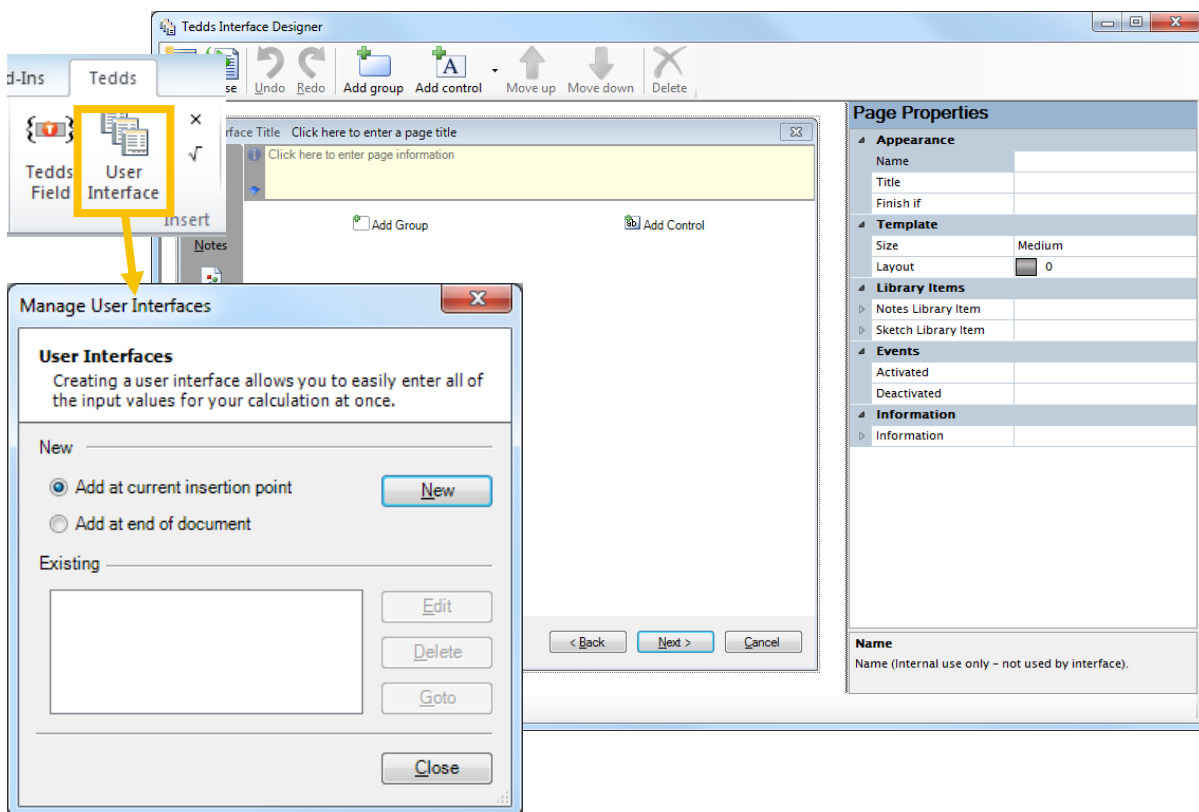 Tedds Interface Designer
Undo
Redo
Add group
Add control
Move up
Move down
Delete
d-Ins
Tedds
Tedds
Field
User
Interface
Insert
rface Title
Click here to enter a page title
Click here to enter page information
Add Group
Add Control
Notes
< Back
Next >
Cancel
Page Properties
Appearance
Name
Title
Finish if
Template
Size
Medium
Layout
0
Library Items
Notes Library Item
Sketch Library Item
Events
Activated
Deactivated
Information
Information
Name
Name (Internal use only – not used by interface).
Manage User Interfaces
User Interfaces
Creating a user interface allows you to easily enter all of
the input values for your calculation at once.
New
Add at current insertion point
New
Add at end of document
Existing
Edit
Delete
Goto
Close